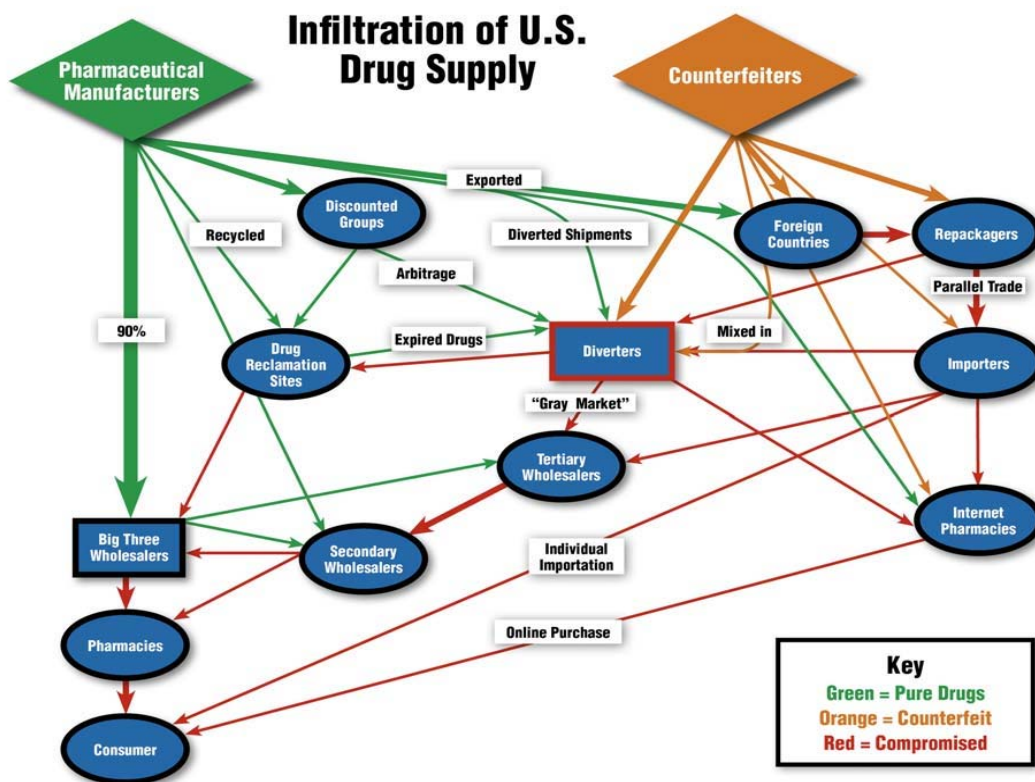 Infiltration of U.S.
Drug Supply
Pharmaceutical
Manufacturers
Counterfeiters
Exported
Discounted
Groups
Recycled
Diverted Shipments
Foreign
Countries
Repackagers
Arbitrage
Parallel Trade
90%
Expired Drugs
Mixed in
Drug
Reclamation
Sites
Diverters
Importers
“Gray Market”
Tertiary
Wholesalers
Internet
Pharmacies
Big Three
Wholesalers
Secondary
Wholesalers
Individual
Importation
Pharmacies
Online Purchase
Consumer
Key
Green = Pure Drugs
Orange = Counterfeit
Red = Compromised